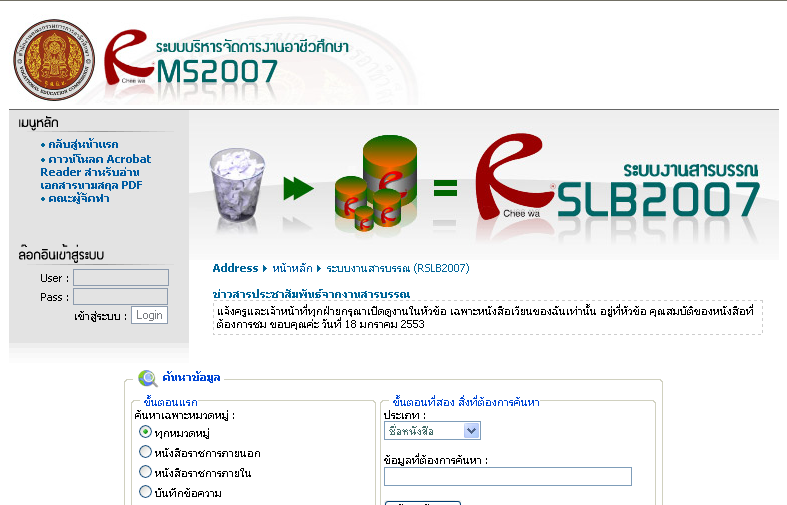 ระบบบริหารจัดการงานอาชีวศึกษา
R
MS2007
Chee wa
เมนูหลัก
• กลับสู่หน้าแรก
• ดาวน์โหลด Acrobat
Reader สำหรับอ่าน
เอกสารนามสกุล PDF
• คณะผู้จัดทำ
ระบบงานสารบรรณ
R
SLB2007
Chee wa
ล๊อกอินเข้าสู่ระบบ
User :
Pass :
เข้าสู่ระบบ : Login
Address หน้าหลัก ระบบงานสารบรรณ (RSLB2007)
ข่าวสารประชาสัมพันธ์จากงานสารบรรณ
แจ้งครูและเจ้าหน้าที่ทุกฝ่ายกรุณาเปิดดูงานในหัวข้อ เฉพาะหนังสือเวียนของฉันเท่านั้น อยู่ที่หัวข้อ คุณสมบัติของหนังสือที่
ต้องการชม ขอบคุณค่ะ วันที่ 18 มกราคม 2553
ค้นหาข้อมูล
ขั้นตอนแรก
ค้นหาเฉพาะหมวดหมู่ :
ทุกหมวดหมู่
หนังสือราชการภายนอก
หนังสือราชการภายใน
บันทึกข้อความ
ขั้นตอนที่สอง สิ่งที่ต้องการค้นหา
ประเภท :
ชื่อหนังสือ
ข้อมูลที่ต้องการค้นหา :